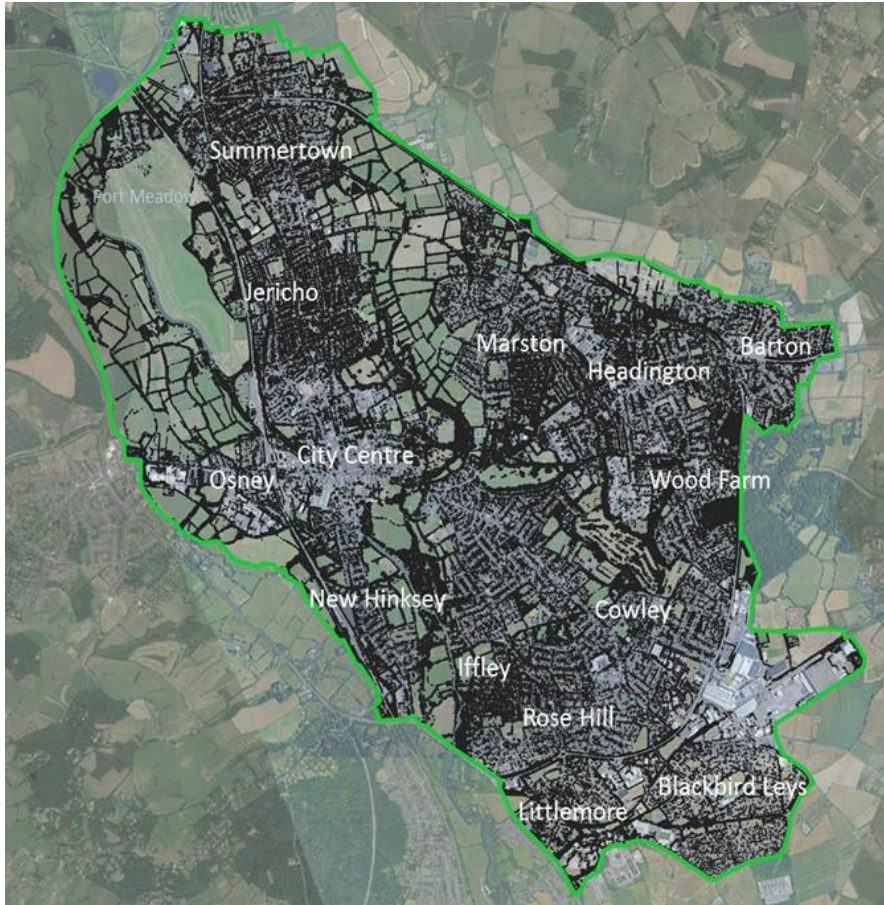 Summertown
Port Meadow
Jericho
Marston
Headington
Barton
City Centre
Osney
Wood Farm
New Hinksey
Cowley
Iffley
Rose Hill
Blackbird Leys
Littlemore